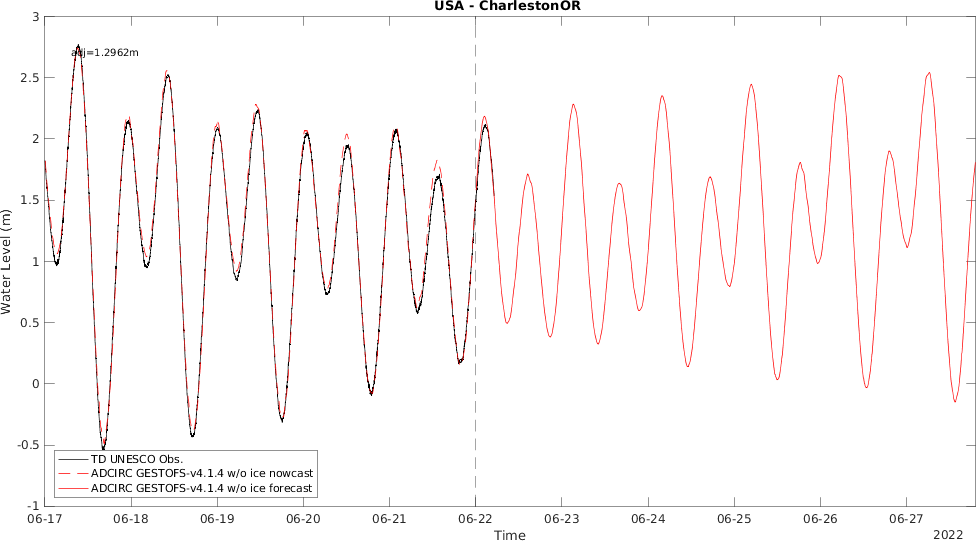 USA - CharlestonOR
adj=1.2962m
3
2.5
2
1.5
1
0.5
0
-0.5
-1
Water Level (m)
TD UNESCO Obs.
ADCIRC GESTOFS-v4.1.4 w/o ice nowcast
ADCIRC GESTOFS-v4.1.4 w/o ice forecast
06-17 06-18 06-19 06-20 06-21 06-22 06-23 06-24 06-25 06-26 06-27
Time
2022